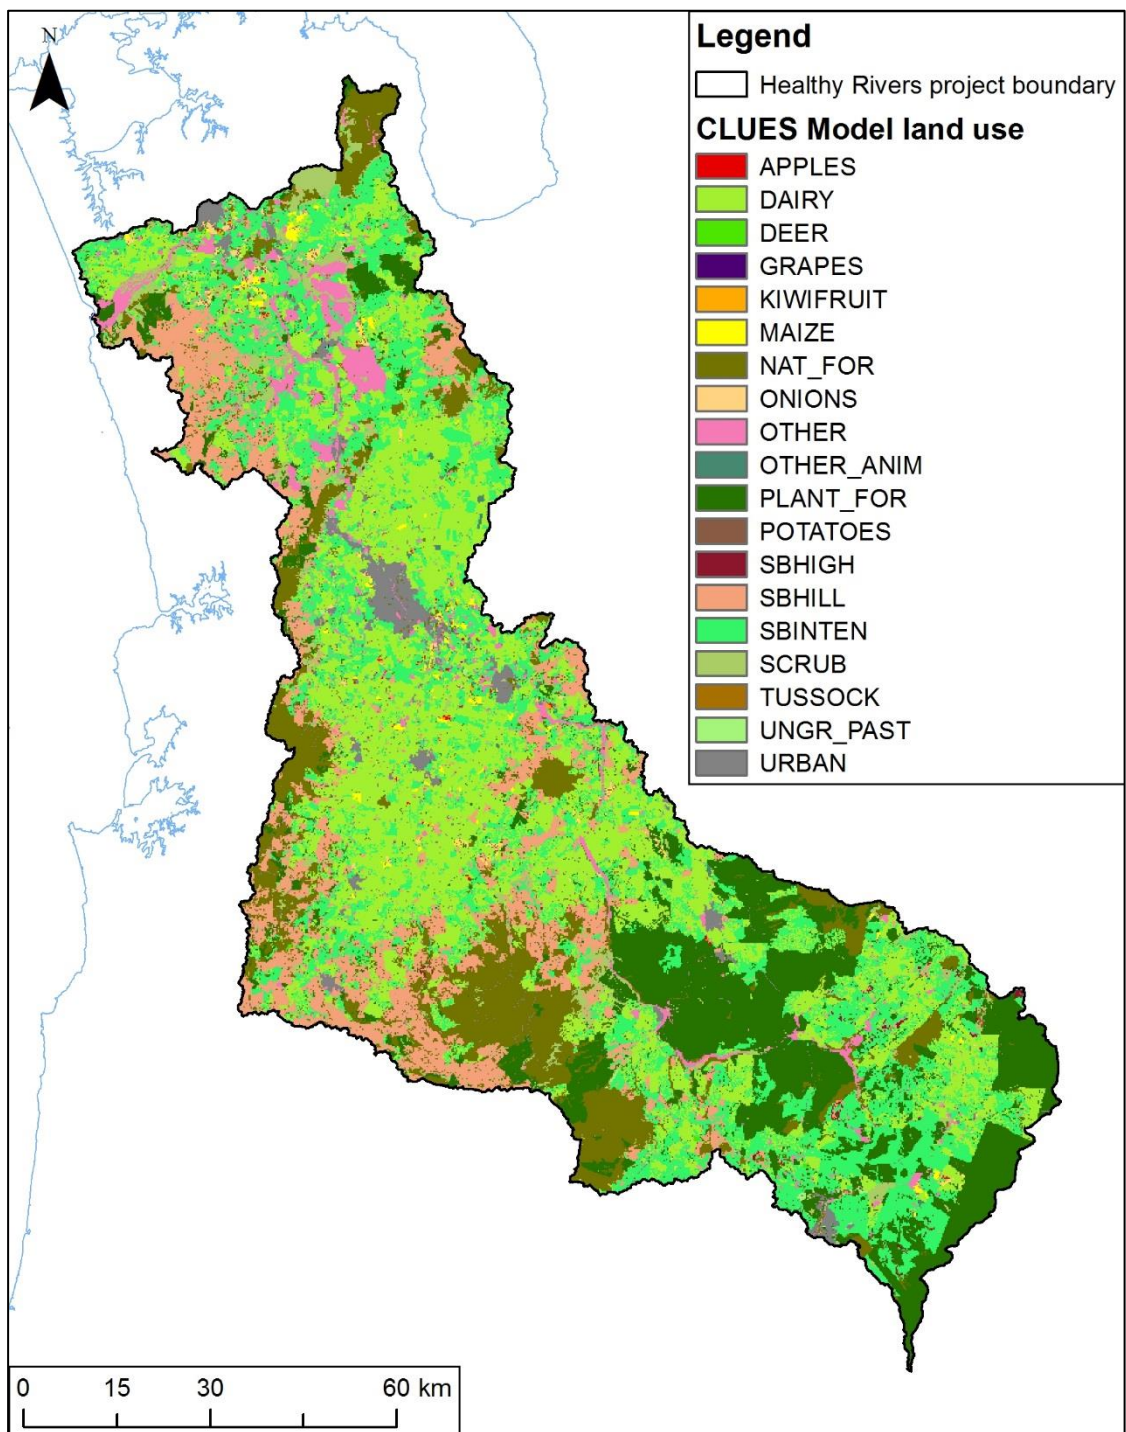 N
Legend
Healthy Rivers project boundary
CLUES Model land use
APPLES
DAIRY
DEER
GRAPES
KIWIFRUIT
MAIZE
NAT_FOR
ONIONS
OTHER
OTHER_ANIM
PLANT_FOR
POTATOES
SBHIGH
SBHILL
SBINTEN
SCRUB
TUSSOCK
UNGR_PAST
URBAN
0 15 30 60 km